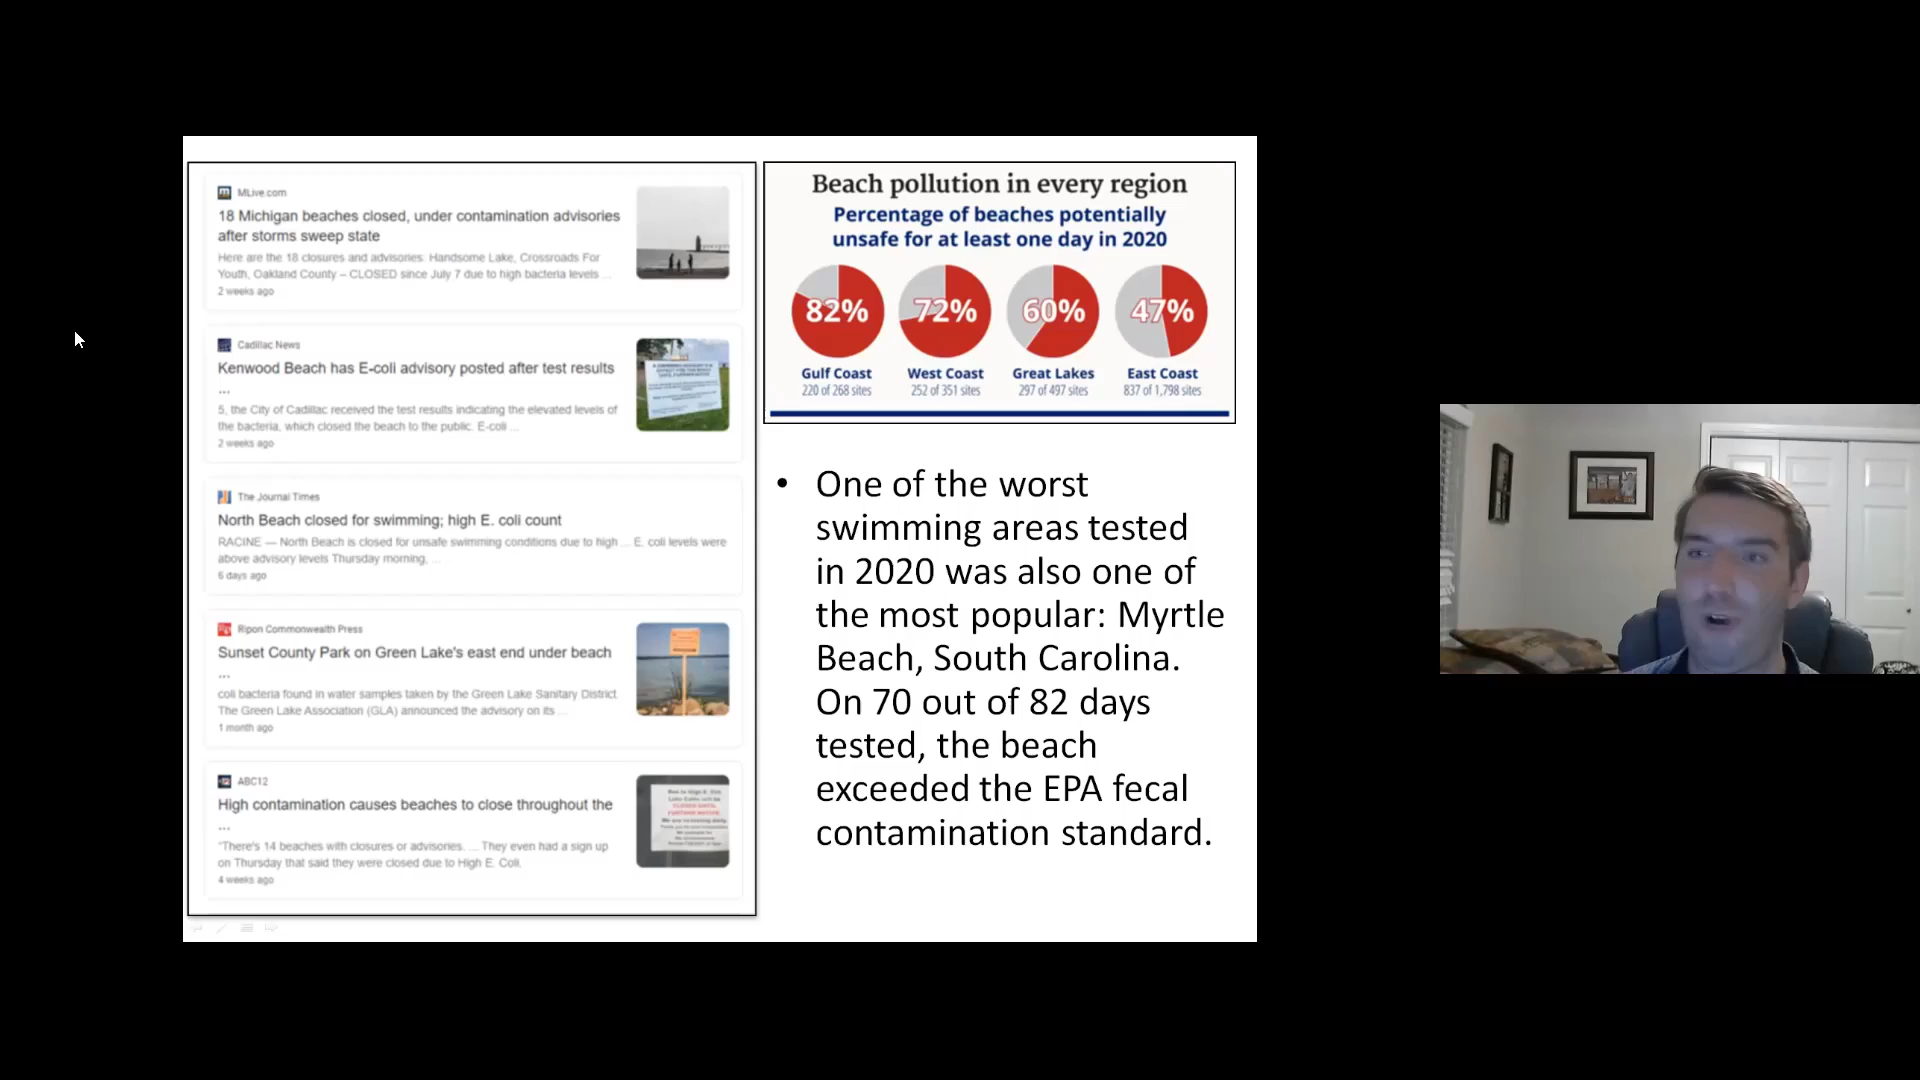 MLive.com
18 Michigan beaches closed, under contamination advisories
after storms sweep state
Here are the 18 closures and advisories. Handsome Lake, Crossroads For
Youth, Oakland County – CLOSED since July 7 due to high bacteria levels ...
2 weeks ago
Cadillac News
Kenwood Beach has E-coli advisory posted after test results
...
5, the City of Cadillac received the test results indicating the elevated levels of
the bacteria, which closed the beach to the public. E-coli ...
2 weeks ago
The Journal Times
North Beach closed for swimming; high E. coli count
RACINE — North Beach is closed for unsafe swimming conditions due to high ... E. coli levels were
above advisory levels Thursday morning, ...
6 days ago
Ripon Commonwealth Press
Sunset County Park on Green Lake's east end under beach
...
coli bacteria found in water samples taken by the Green Lake Sanitary District.
The Green Lake Association (GLA) announced the advisory on its ...
1 month ago
ABC12
High contamination causes beaches to close throughout the
...
"There's 14 beaches with closures or advisories. ... They even had a sign up
on Thursday that said they were closed due to High E. Coli.
4 weeks ago
Beach pollution in every region
Percentage of beaches potentially
unsafe for at least one day in 2020
82% 72% 60% 47%
Gulf Coast West Coast Great Lakes East Coast
220 of 268 sites 252 of 351 sites 297 of 497 sites 837 of 1,798 sites
• One of the worst
swimming areas tested
in 2020 was also one of
the most popular: Myrtle
Beach, South Carolina.
On 70 out of 82 days
tested, the beach
exceeded the EPA fecal
contamination standard.